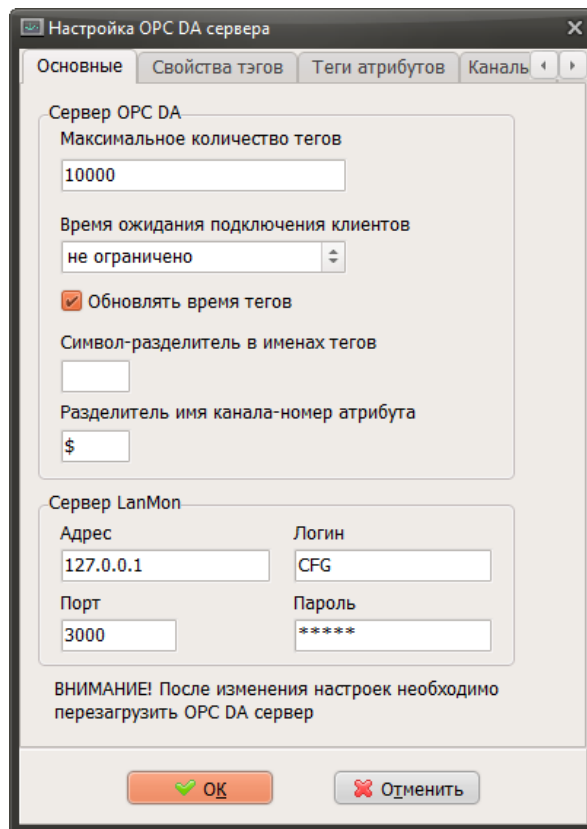 Настройка OPC DA сервера
Основные Свойства тэгов Теги атрибутов
Сервер OPC DA
Максимальное количество тегов
10000
Время ожидания подключения клиентов
не ограничено
Обновлять время тегов
Символ-разделитель в именах тегов
Разделитель имя канала-номер атрибута
$
Сервер LanMon
Адрес Логин
127.0.0.1 CFG
Порт Пароль
3000 *****
ВНИМАНИЕ! После изменения настроек необходимо
перезагрузить OPC DA сервер
OK Отменить